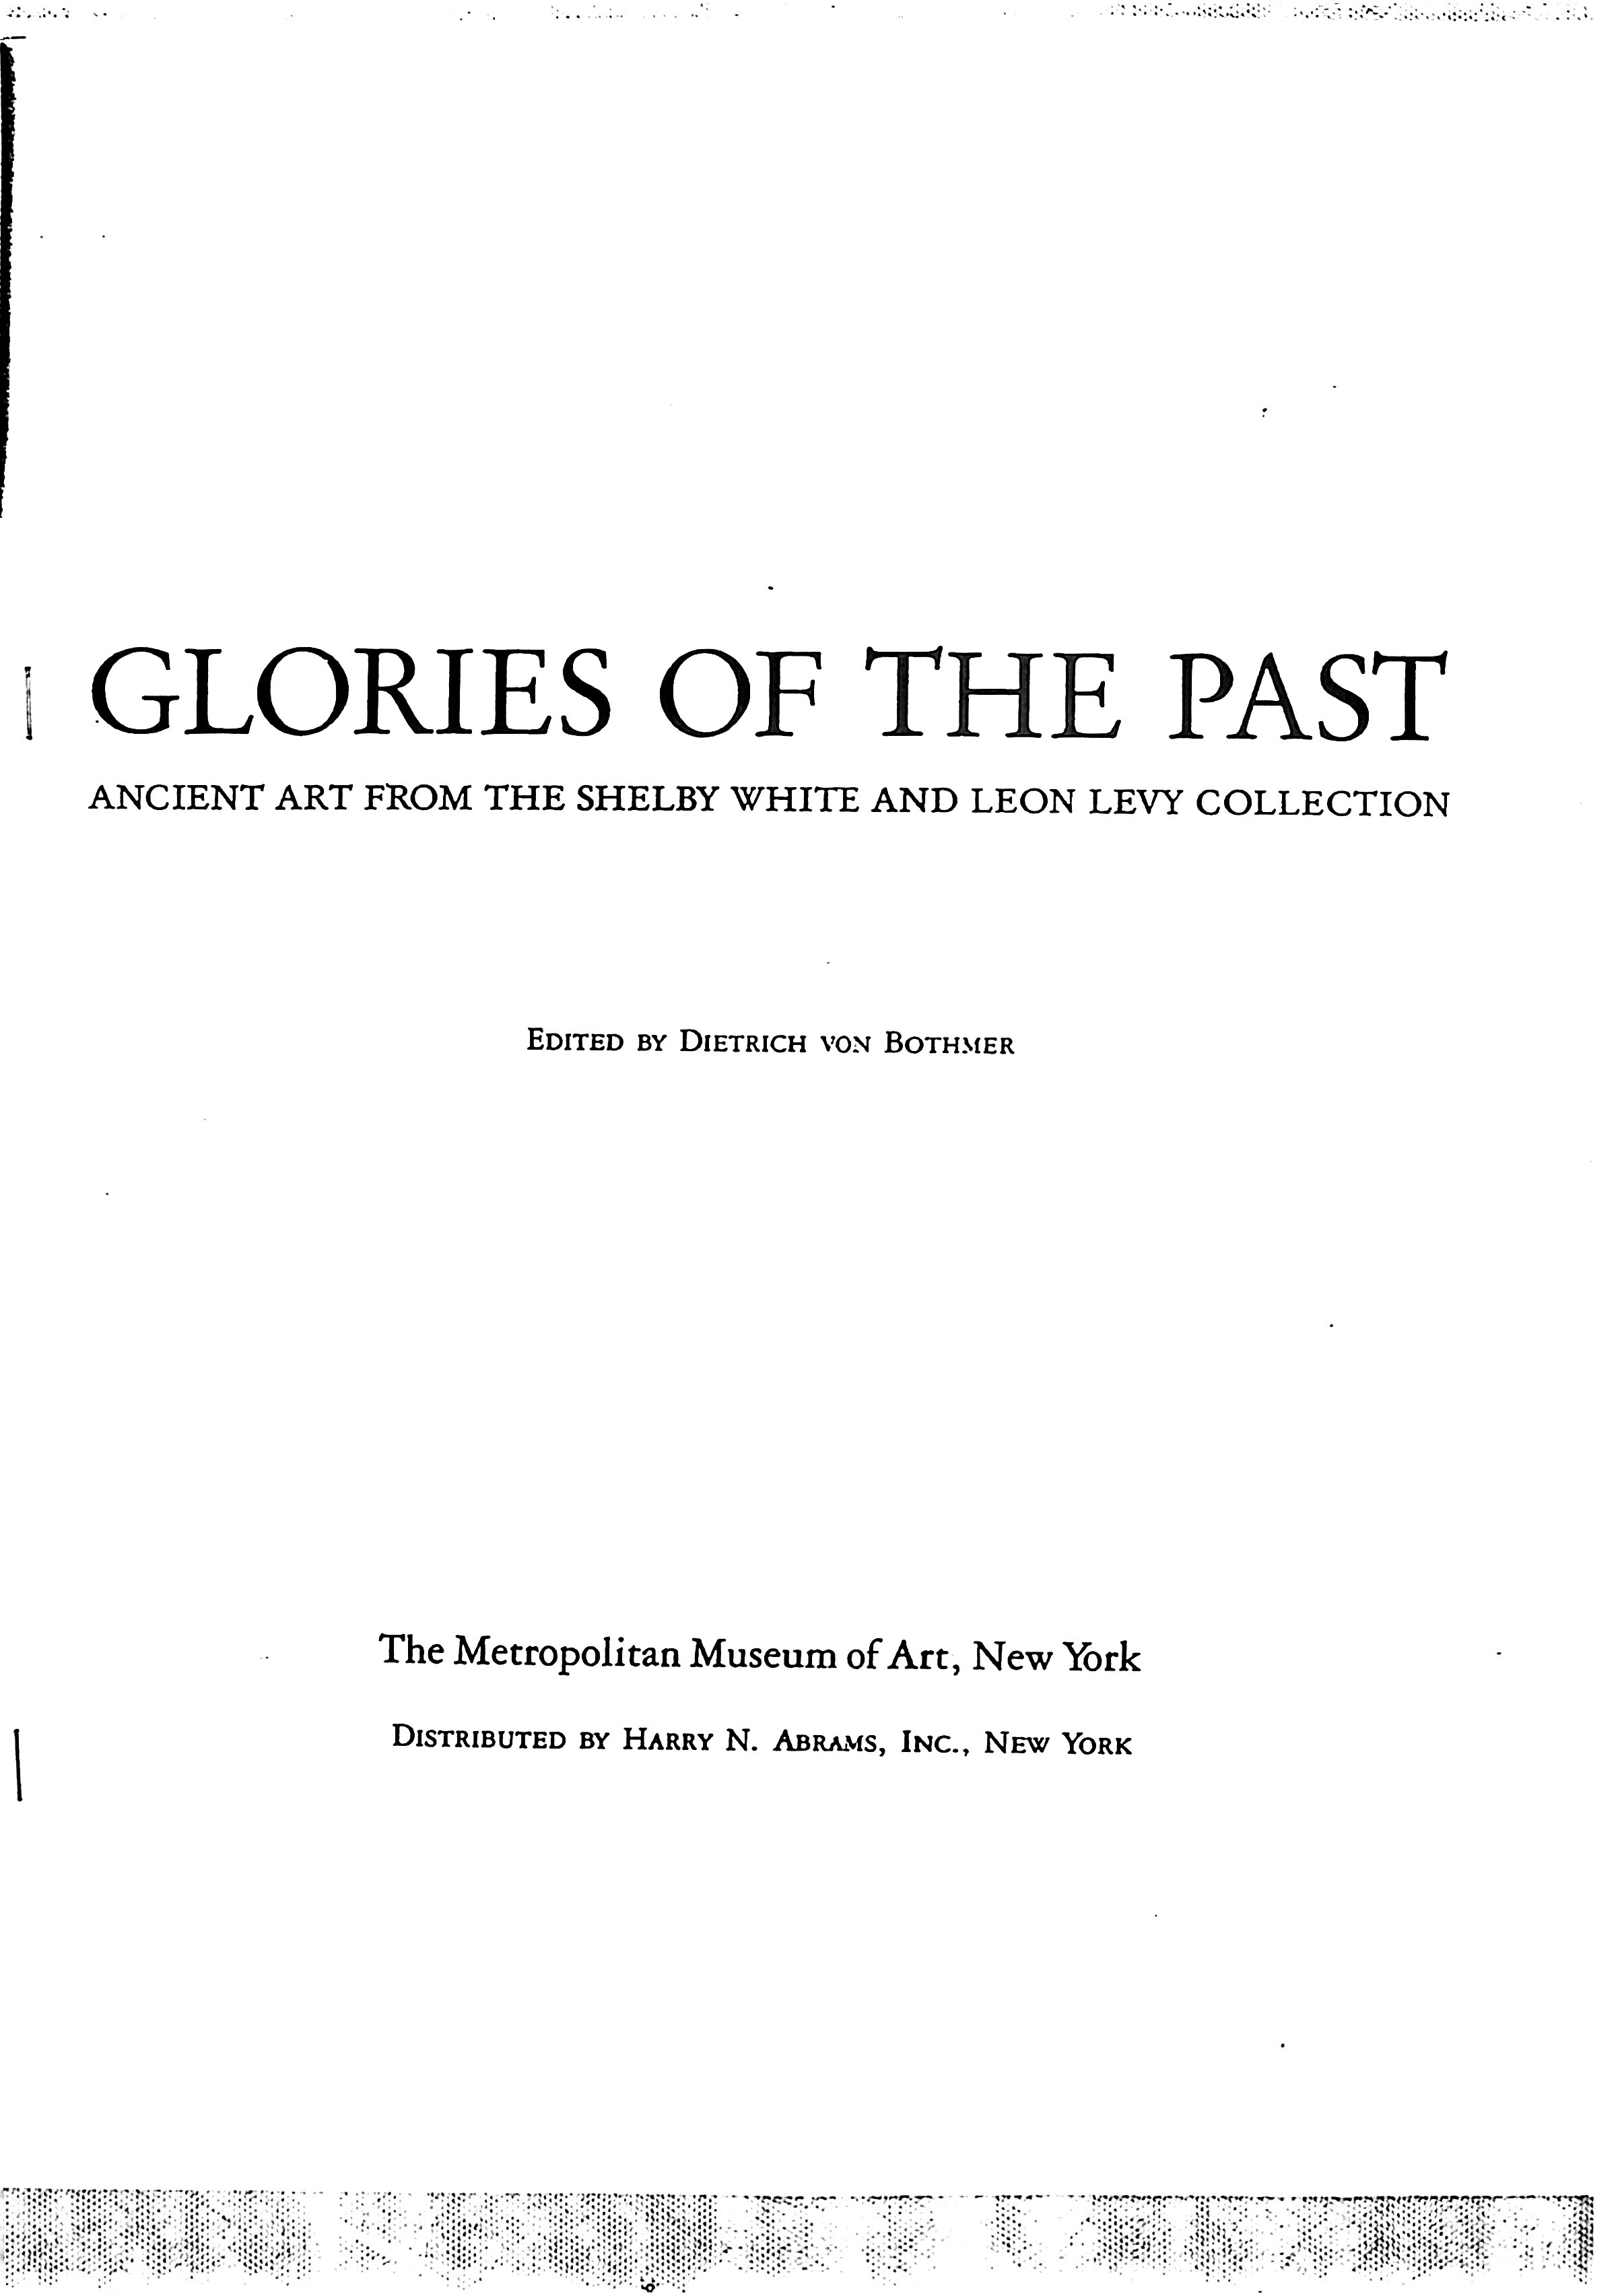 GLORIES OF THE PAST
ANCIENT ART FROM THE SHELBY WHITE AND LEON LEVY COLLECTION
EDITED BY DIETRICH VON BOTHMER
The Metropolitan Museum of Art, New York
DISTRIBUTED BY HARRY N. ABRAMS, INC., NEW YORK